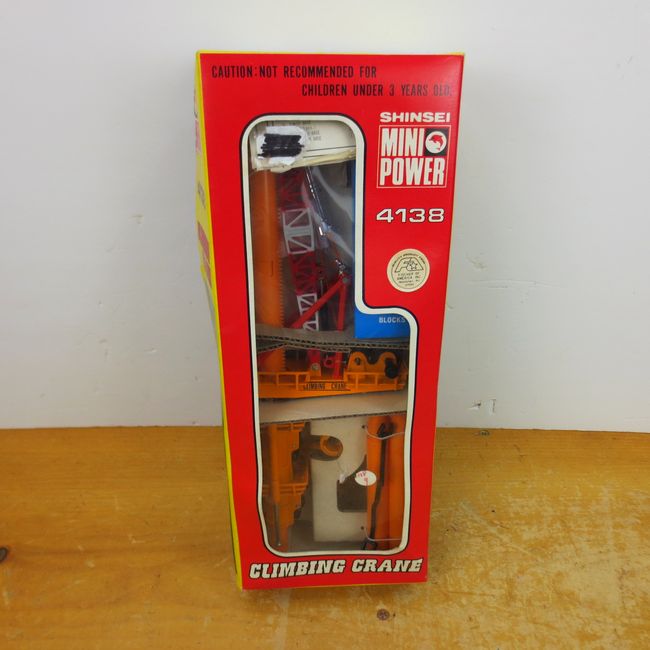 CAUTION: NOT RECOMMENDED FOR
CHILDREN UNDER 3 YEARS OLD.
SHINSEI
MINI
POWER
4138
BLOCKS
CLIMBING CRANE
CLIMBING CRANE